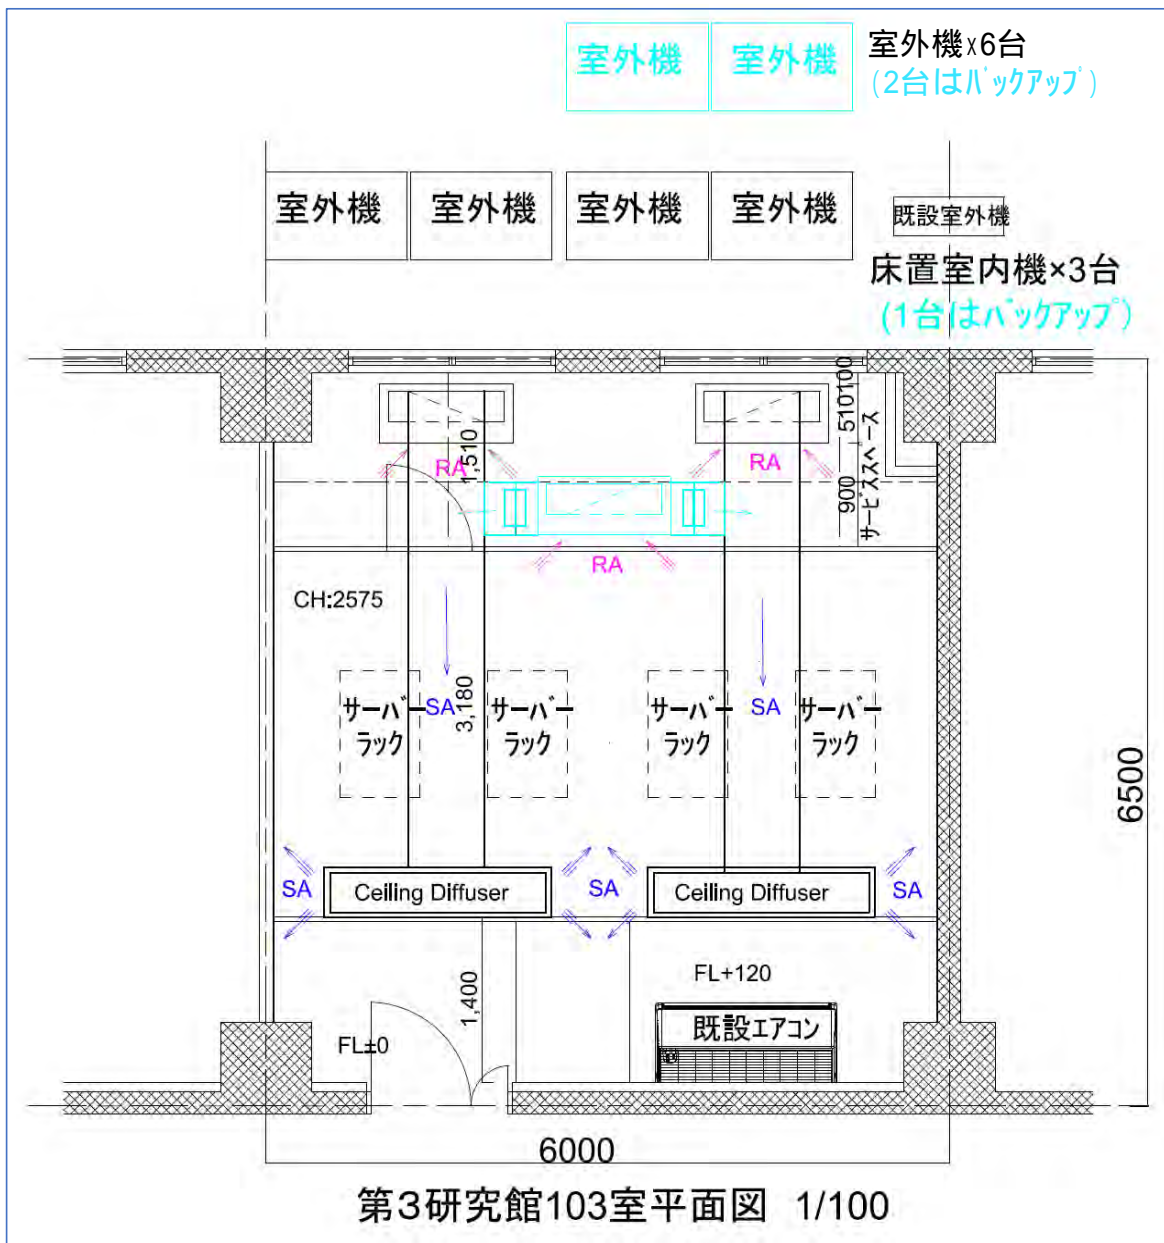 室外機 室外機 室外機x6台
(2台はバックアップ)
室外機 室外機 室外機 室外機 既設室外機
床置室内機×3台
(1台はバックアップ)
510100
1,510
RA RA
900
サービススペース
RA
CH:2575
3,180
SA SA
サーバー サーバー サーバー サーバー
ラック ラック ラック ラック
6500
SA Ceiling Diffuser SA Ceiling Diffuser SA
1,400
FL+120
既設エアコン
FL±0
6000
第3研究館103室平面図 1/100